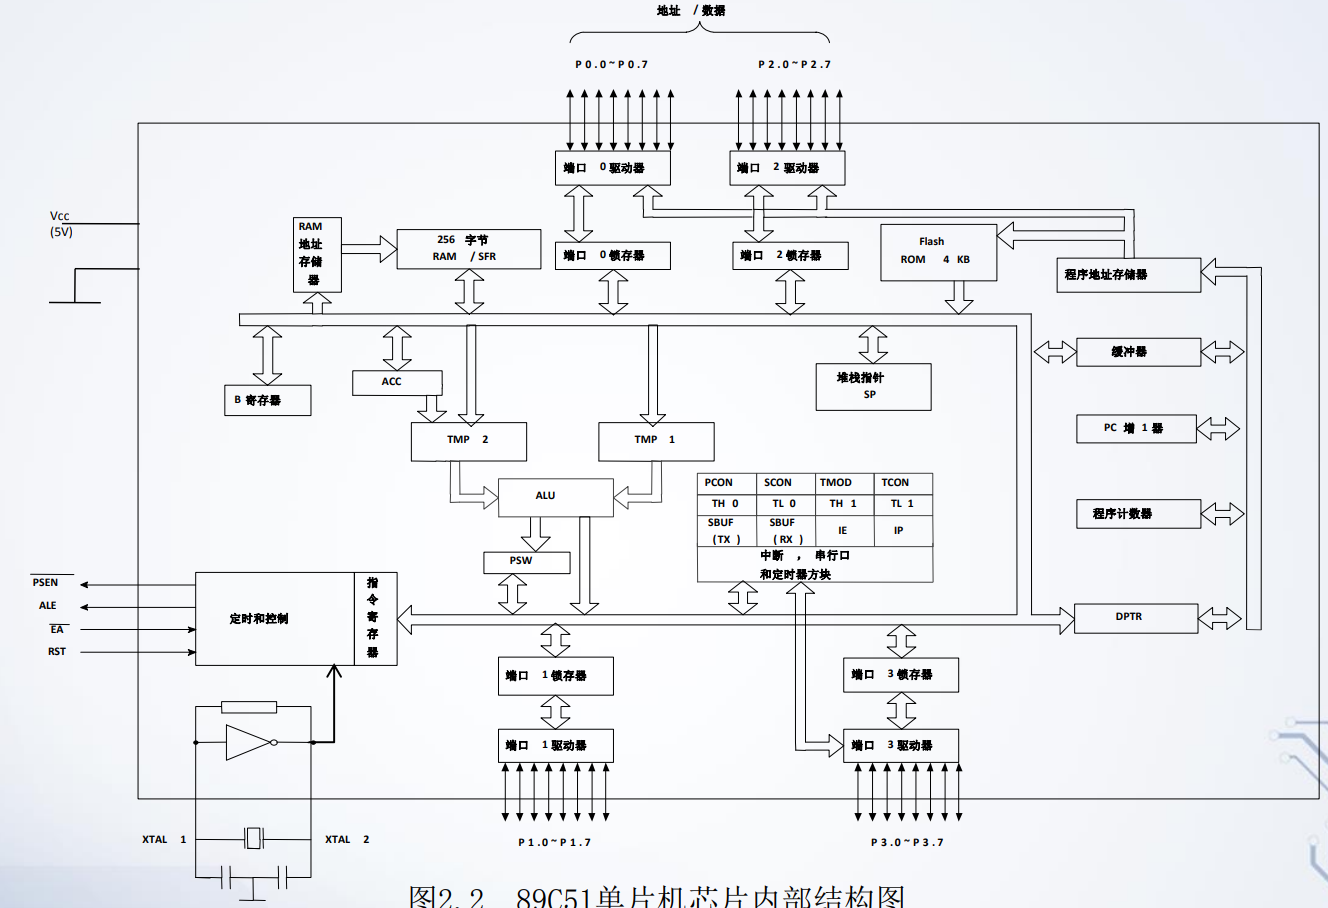 地址 /数据
P0.0~P0.7
P2.0~P2.7
端口 0驱动器
端口 2驱动器
Vcc
(5V)
RAM
地址
存储
器
256 字节
RAM /SFR
端口 0锁存器
端口 2锁存器
Flash
ROM 4 KB
程序地址存储器
缓冲器
B 寄存器
ACC
堆栈指针
SP
TMP 2
TMP 1
PC 增 1器
ALU
PCON SCON TMOD TCON
TH 0 TL 0 TH 1 TL 1
SBUF
(TX )
SBUF
(RX )
IE
IP
中断 , 串行口
和定时器方块
程序计数器
PSW
PSEN
ALE
EA
RST
定时和控制
指
令
寄
存
器
DPTR
端口 1锁存器
端口 3锁存器
端口 1驱动器
端口 3驱动器
XTAL 1
XTAL 2
P1.0~P1.7
P3.0~P3.7
图2.2 89C51单片机芯片内部结构图